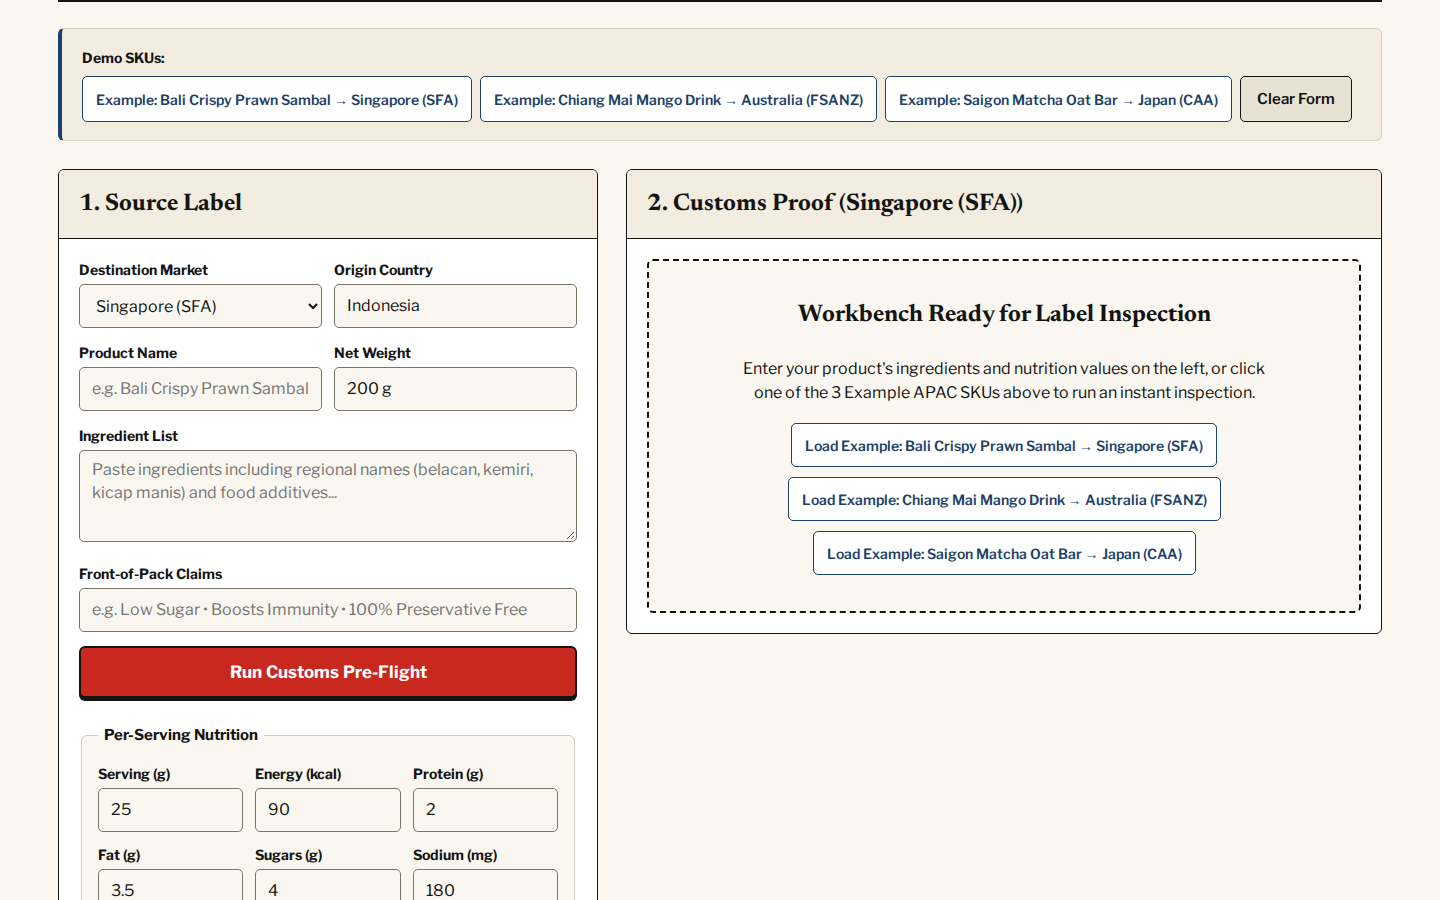 Demo SKUs:
Example: Bali Crispy Prawn Sambal → Singapore (SFA)
Example: Chiang Mai Mango Drink → Australia (FSANZ)
Example: Saigon Matcha Oat Bar → Japan (CAA)
Clear Form
1. Source Label
Destination Market
Origin Country
Singapore (SFA)
Indonesia
Product Name
Net Weight
e.g. Bali Crispy Prawn Sambal
200 g
Ingredient List
Paste ingredients including regional names (belacan, kemiri,
kicap manis) and food additives...
Front-of-Pack Claims
e.g. Low Sugar • Boosts Immunity • 100% Preservative Free
Run Customs Pre-Flight
Per-Serving Nutrition
Serving (g)
Energy (kcal)
Protein (g)
25
90
2
Fat (g)
Sugars (g)
Sodium (mg)
3.5
4
180
2. Customs Proof (Singapore (SFA))
Workbench Ready for Label Inspection
Enter your product's ingredients and nutrition values on the left, or click
one of the 3 Example APAC SKUs above to run an instant inspection.
Load Example: Bali Crispy Prawn Sambal → Singapore (SFA)
Load Example: Chiang Mai Mango Drink → Australia (FSANZ)
Load Example: Saigon Matcha Oat Bar → Japan (CAA)